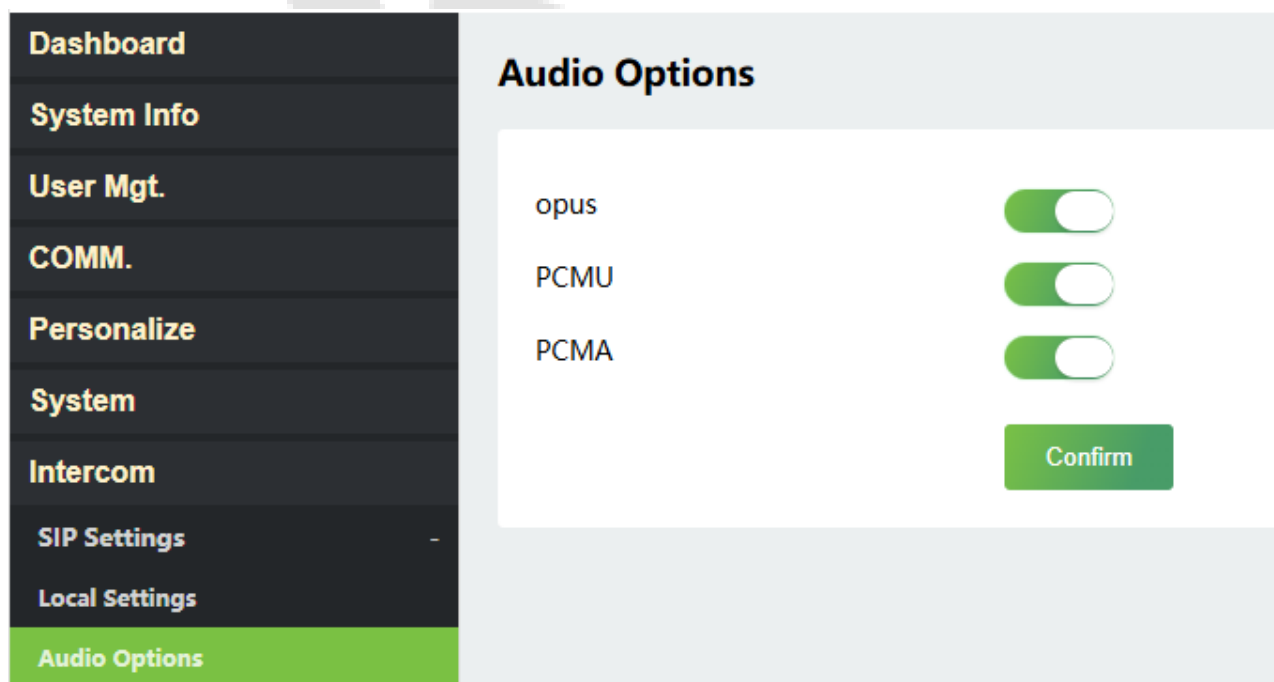 Dashboard
System Info
User Mgt.
COMM.
Personalize
System
Intercom
SIP Settings -
Local Settings
Audio Options
Audio Options
opus
PCMU
PCMA
Confirm